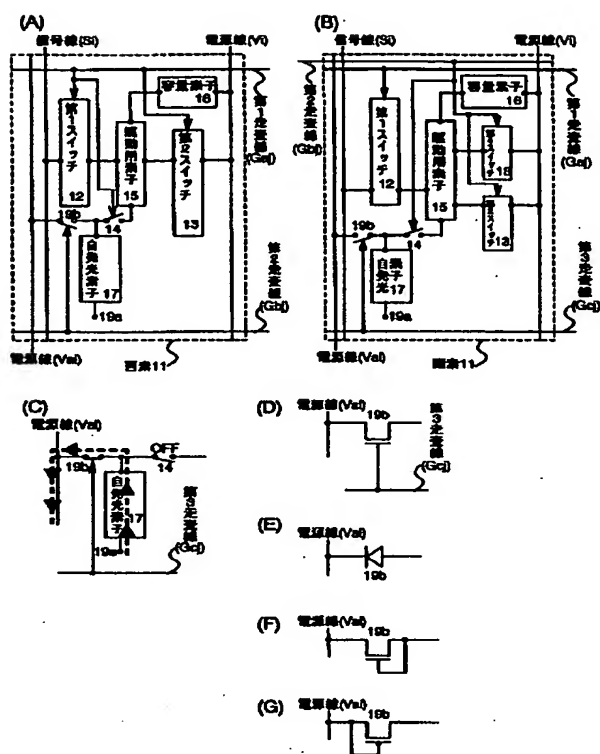 (A)
信号線(Si)
電源線(Vi)
容量素子
16
第1スイッチ
12
駆動用素子
15
第2スイッチ
13
第1走査線
(Gaj)
19b
14
自発光素子
17
19a
第2走査線
(Gbj)
電源線(Vai)
画素11
(B)
信号線(Si)
電源線(Vi)
第2走査線
(Gbj)
容量素子
16
第1スイッチ
12
駆動用素子
15
18
13
第1走査線
(Gaj)
19b
14
自発光素子
17
19a
第3走査線
(Gcj)
電源線(Vai)
画素11
(C)
電源線(Vai)
OFF
19b
14
自発光素子
17
19a
第3走査線
(Gcj)
(D)
電源線(Vai)
19b
第3走査線
(Gcj)
(E)
電源線(Vai)
19b
(F)
電源線(Vai)
19b
(G)
電源線(Vai)
19b